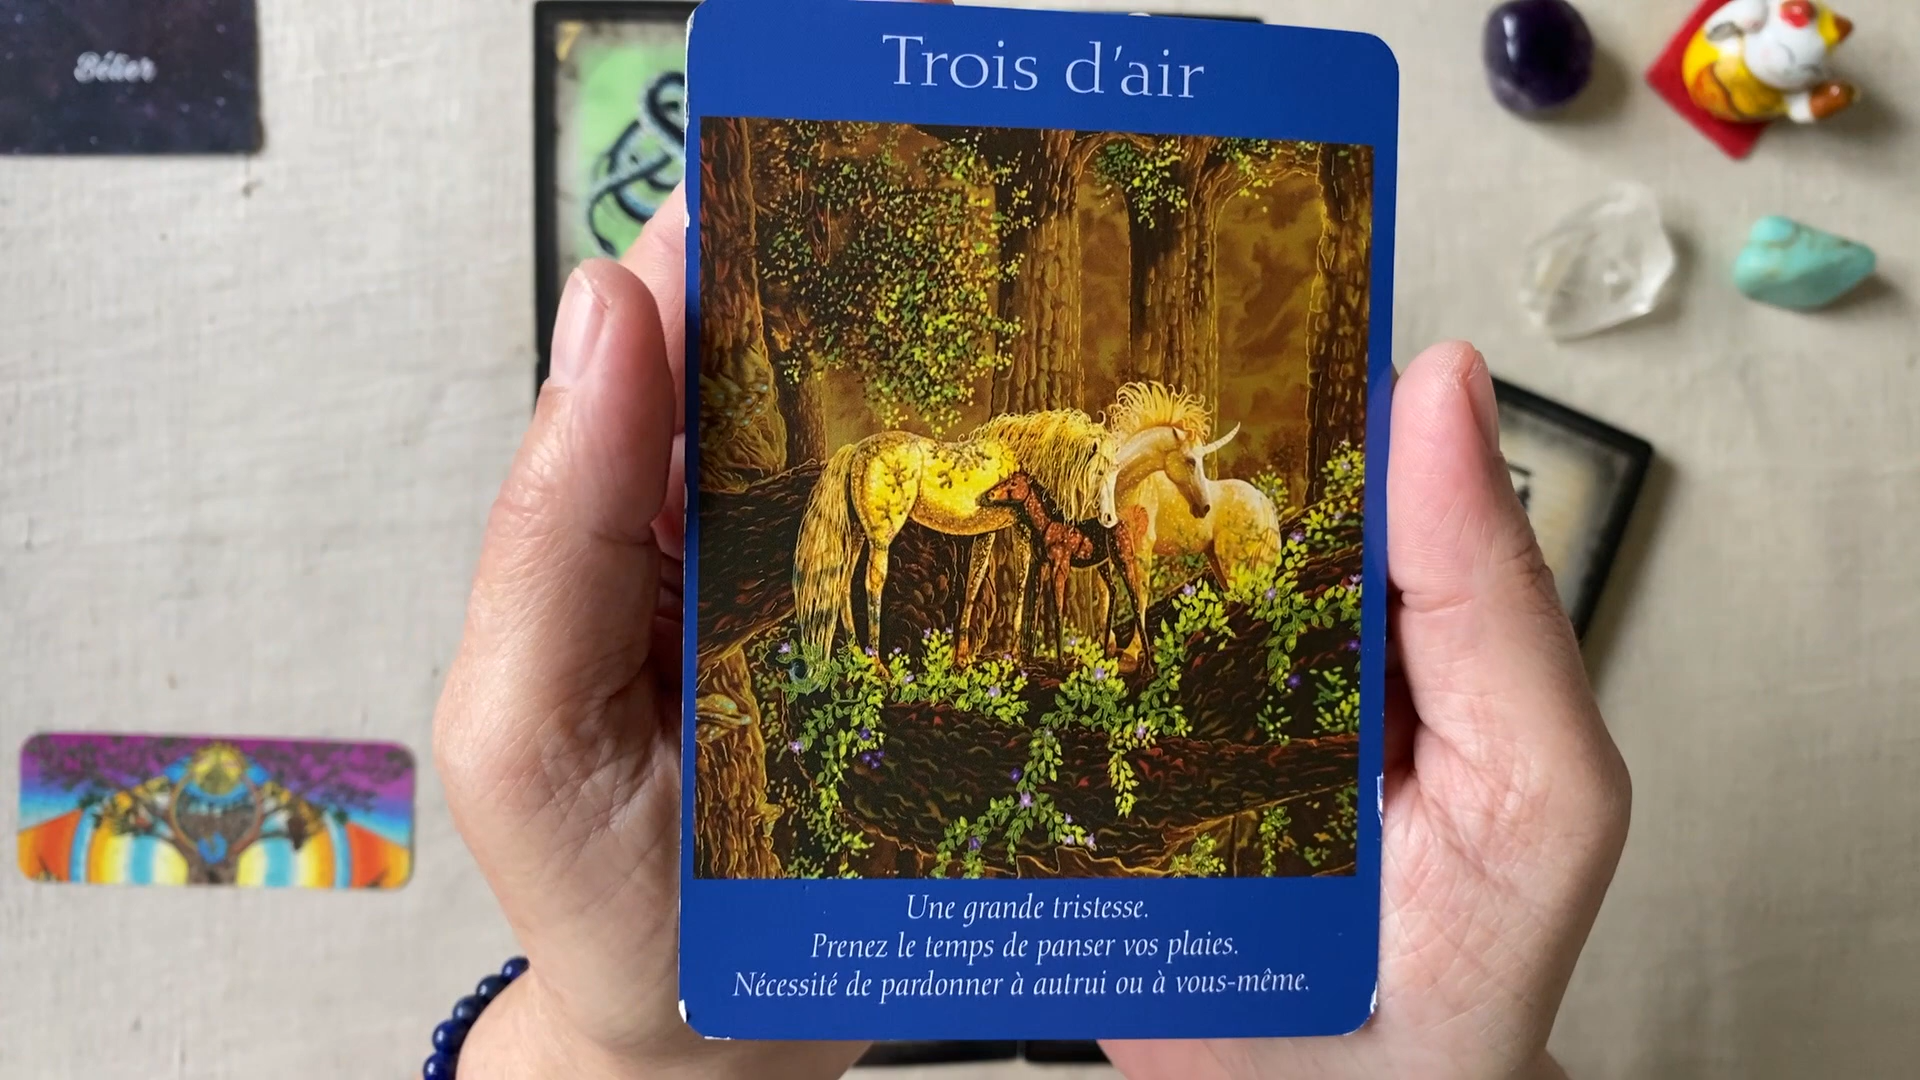 Bélier
7
Trois d'air
Une grande tristesse.
Prenez le temps de panser vos plaies.
Nécessité de pardonner à autrui ou à vous-même.